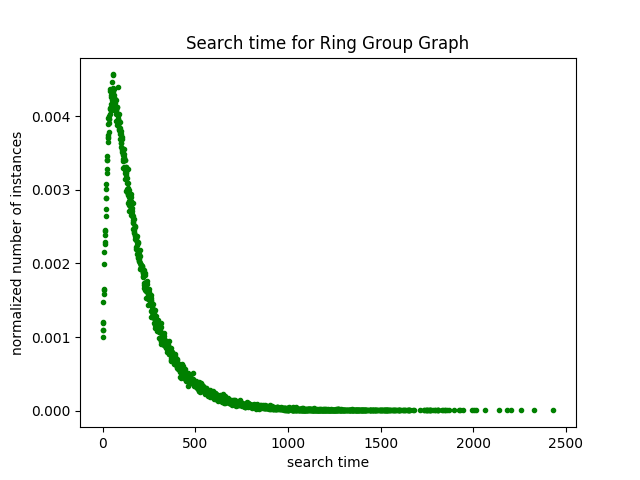 Search time for Ring Group Graph
normalized number of instances
0.004
0.003
0.002
0.001
0.000
0 500 1000 1500 2000 2500
search time